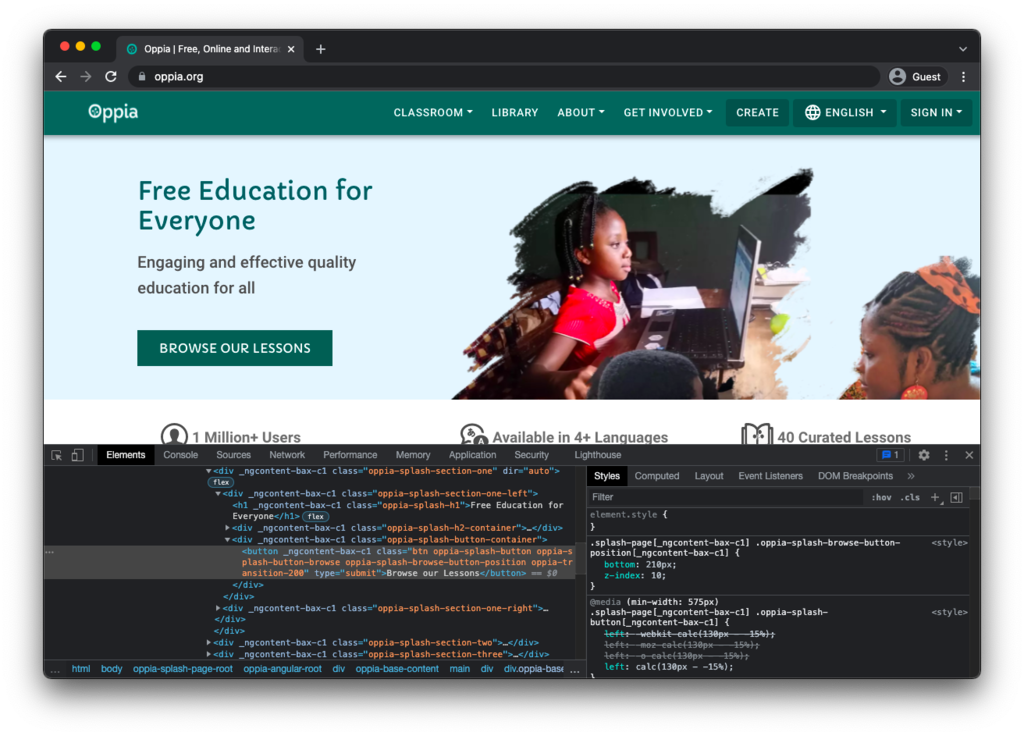 Oppia | Free, Online and Intera
oppia.org
Guest
Oppia
CLASSROOM LIBRARY ABOUT GET INVOLVED CREATE ENGLISH SIGN IN
Free Education for
Everyone
Engaging and effective quality
education for all
BROWSE OUR LESSONS
1 Million+ Users
Available in 4+ Languages
40 Curated Lessons
Elements Console Sources Network Performance Memory Application Security Lighthouse 1
<div _ngcontent-bax-c1 class="oppia-splash-section-one" dir="auto">
flex
<div _ngcontent-bax-c1 class="oppia-splash-section-one-left">
<h1 _ngcontent-bax-c1 class="oppia-splash-h1">Free Education for
Everyone</h1> flex
<div _ngcontent-bax-c1 class="oppia-splash-h2-container">…</div>
<div _ngcontent-bax-c1 class="oppia-splash-button-container">
<button _ngcontent-bax-c1 class="btn oppia-splash-button oppia-s
plash-button-browse oppia-splash-browse-button-position oppia-tr
ansition-200" type="submit">Browse our Lessons</button> == $0
</div>
</div>
<div _ngcontent-bax-c1 class="oppia-splash-section-one-right">…
</div>
</div>
<div _ngcontent-bax-c1 class="oppia-splash-section-two">…</div>
<div _ngcontent-bax-c1 class="oppia-splash-section-three">…</div>
… html body oppia-splash-page-root oppia-angular-root div oppia-base-content main div div.oppia-base …
Styles Computed Layout Event Listeners DOM Breakpoints »
Filter :hov .cls +
element.style {
}
.splash-page[_ngcontent-bax-c1] .oppia-splash-browse-button- <style>
position[_ngcontent-bax-c1] {
bottom: 210px;
z-index: 10;
}
@media (min-width: 575px)
.splash-page[_ngcontent-bax-c1] .oppia-splash- <style>
button[_ngcontent-bax-c1] {
left: -webkit-calc(130px - -15%);
left: -moz-calc(130px - -15%);
left: -o-calc(130px - -15%);
left: calc(130px - -15%);
}